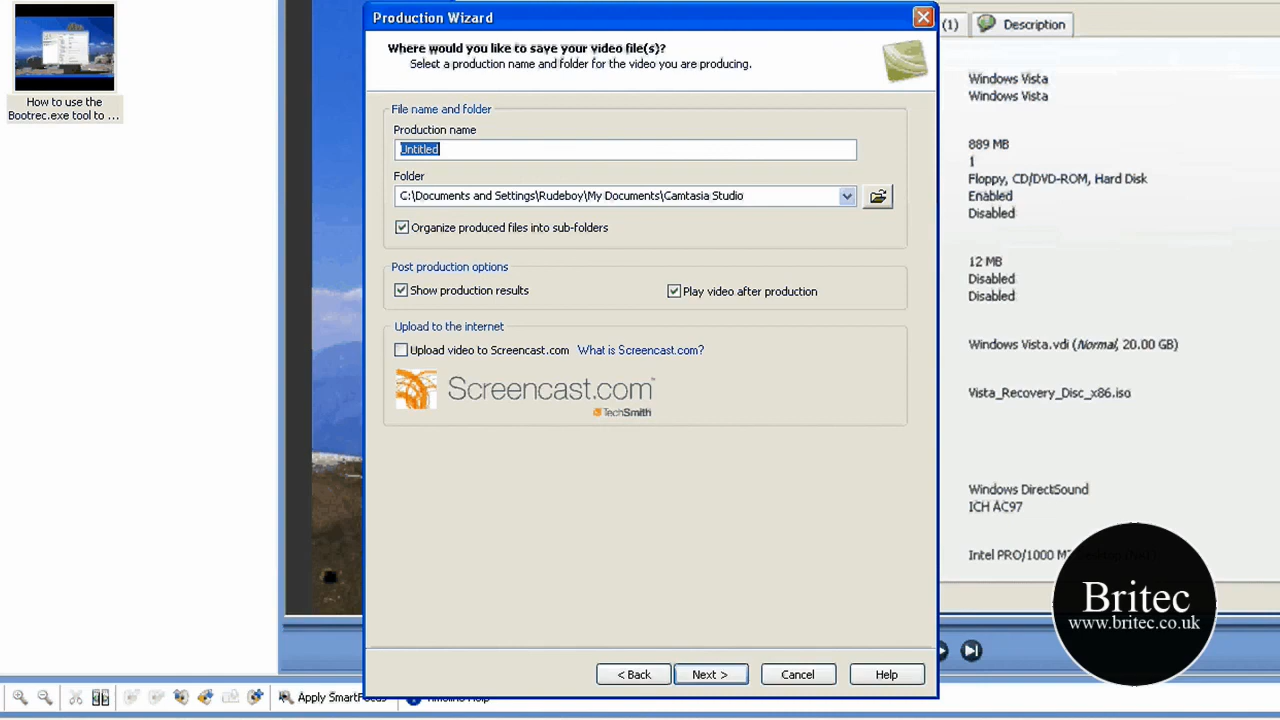 How to use the
Bootrec.exe tool to ...
Production Wizard
Where would you like to save your video file(s)?
Select a production name and folder for the video you are producing.
File name and folder
Production name
Untitled
Folder
C:\Documents and Settings\Rudeboy\My Documents\Camtasia Studio
Organize produced files into sub-folders
Post production options
Show production results
Play video after production
Upload to the internet
Upload video to Screencast.com What is Screencast.com?
Screencast.com™
TechSmith
< Back
Next >
Cancel
Help
(1)
Description
Windows Vista
Windows Vista
889 MB
1
Floppy, CD/DVD-ROM, Hard Disk
Enabled
Disabled
12 MB
Disabled
Disabled
Windows Vista.vdi (Normal, 20.00 GB)
Vista_Recovery_Disc_x86.iso
Windows DirectSound
ICH AC97
Intel PRO/1000
Britec
www.britec.co.uk
Apply SmartFocus
Timeline Help